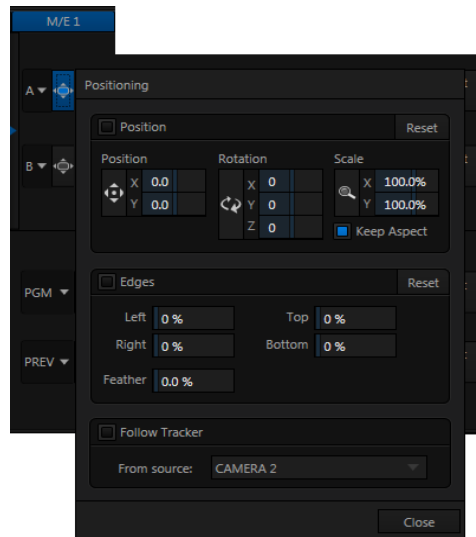 M/E 1
A
Positioning
Position Reset
Position Rotation Scale
X 0.0 X 0 X 100.0%
Y 0.0 Y 0 Y 100.0%
Z 0 Keep Aspect
B
Edges Reset
Left 0 % Top 0 %
Right 0 % Bottom 0 %
Feather 0.0 %
PGM
PREV
Follow Tracker
From source: CAMERA 2
Close